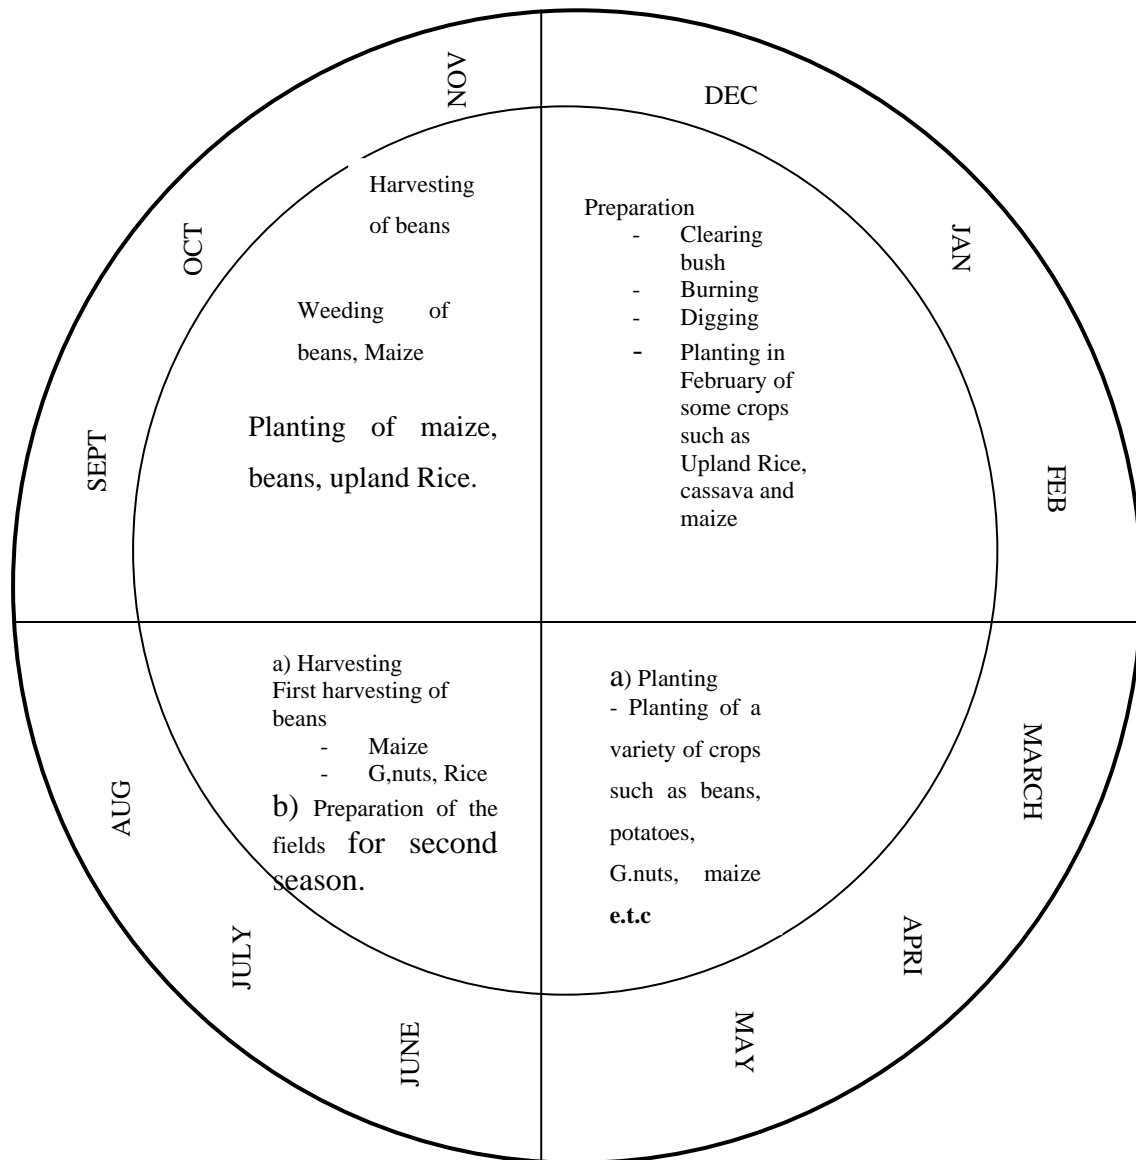 NOV
DEC
OCT
JAN
SEPT
FEB
Harvesting
of beans
Weeding of
beans, Maize
Planting of maize,
beans, upland Rice.
Preparation
- Clearing
bush
- Burning
- Digging
- Planting in
February of
some crops
such as
Upland Rice,
cassava and
maize
a) Harvesting
First harvesting of
beans
- Maize
- G,nuts, Rice
b) Preparation of the
fields for second
season.
a) Planting
- Planting of a
variety of crops
such as beans,
potatoes,
G.nuts, maize
e.t.c
AUG
MARCH
JULY
APRI
JUNE
MAY